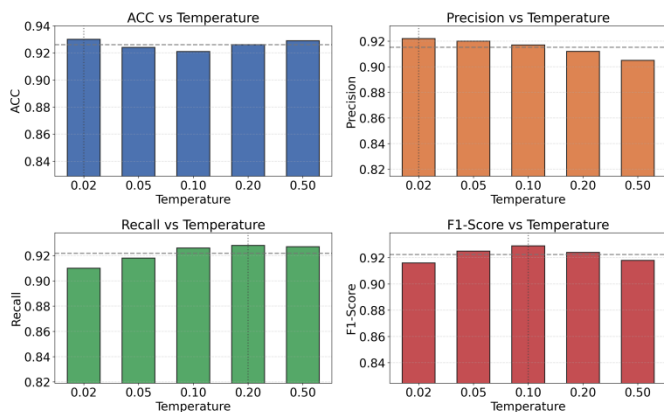 ACC vs Temperature
0.94
0.92
0.90
0.88
0.86
0.84
ACC
0.02 0.05 0.10 0.20 0.50
Temperature
Precision vs Temperature
0.92
0.90
0.88
0.86
0.84
0.82
Precision
0.02 0.05 0.10 0.20 0.50
Temperature
Recall vs Temperature
0.92
0.90
0.88
0.86
0.84
0.82
Recall
0.02 0.05 0.10 0.20 0.50
Temperature
F1-Score vs Temperature
0.92
0.90
0.88
0.86
0.84
F1-Score
0.02 0.05 0.10 0.20 0.50
Temperature